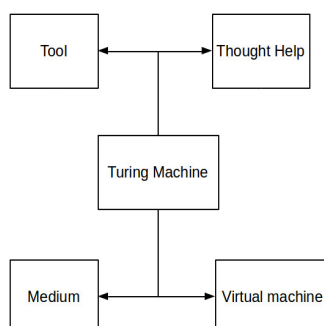 Tool
Thought Help
Turing Machine
Medium
Virtual machine